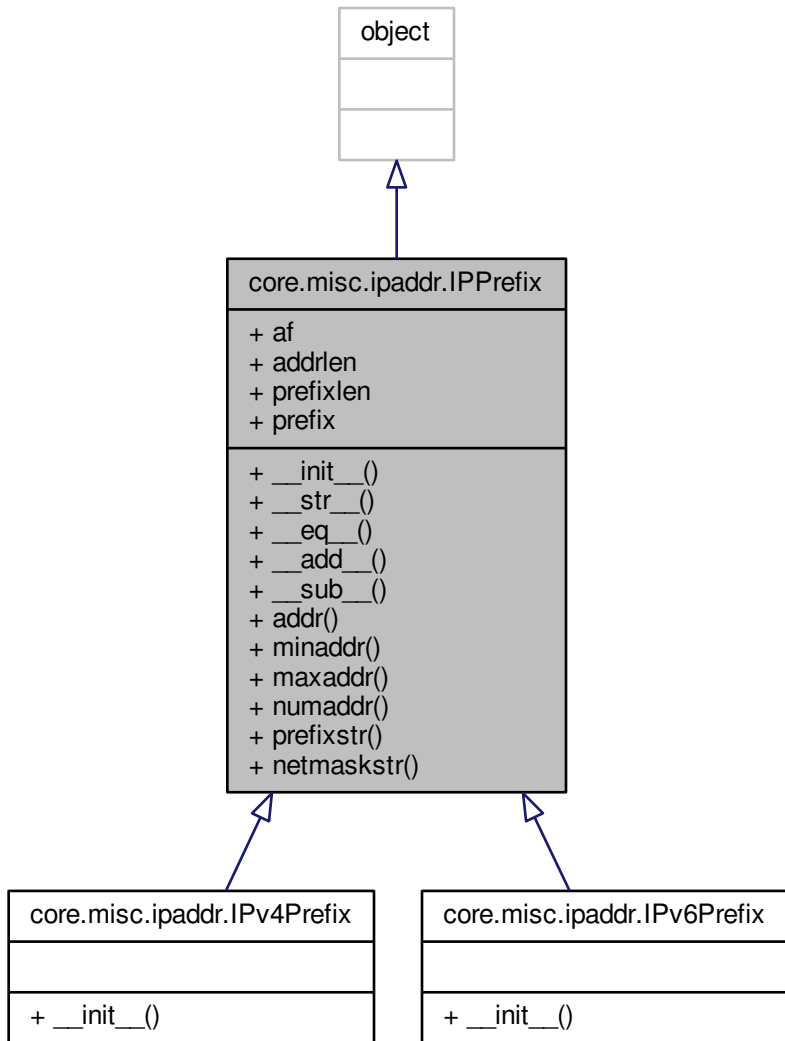 object
core.misc.ipaddr.IPPrefix
+ af
+ addrlen
+ prefixlen
+ prefix
+ __init__()
+ __str__()
+ __eq__()
+ __add__()
+ __sub__()
+ addr()
+ minaddr()
+ maxaddr()
+ numaddr()
+ prefixstr()
+ netmaskstr()
core.misc.ipaddr.IPv4Prefix
+ __init__()
core.misc.ipaddr.IPv6Prefix
+ __init__()